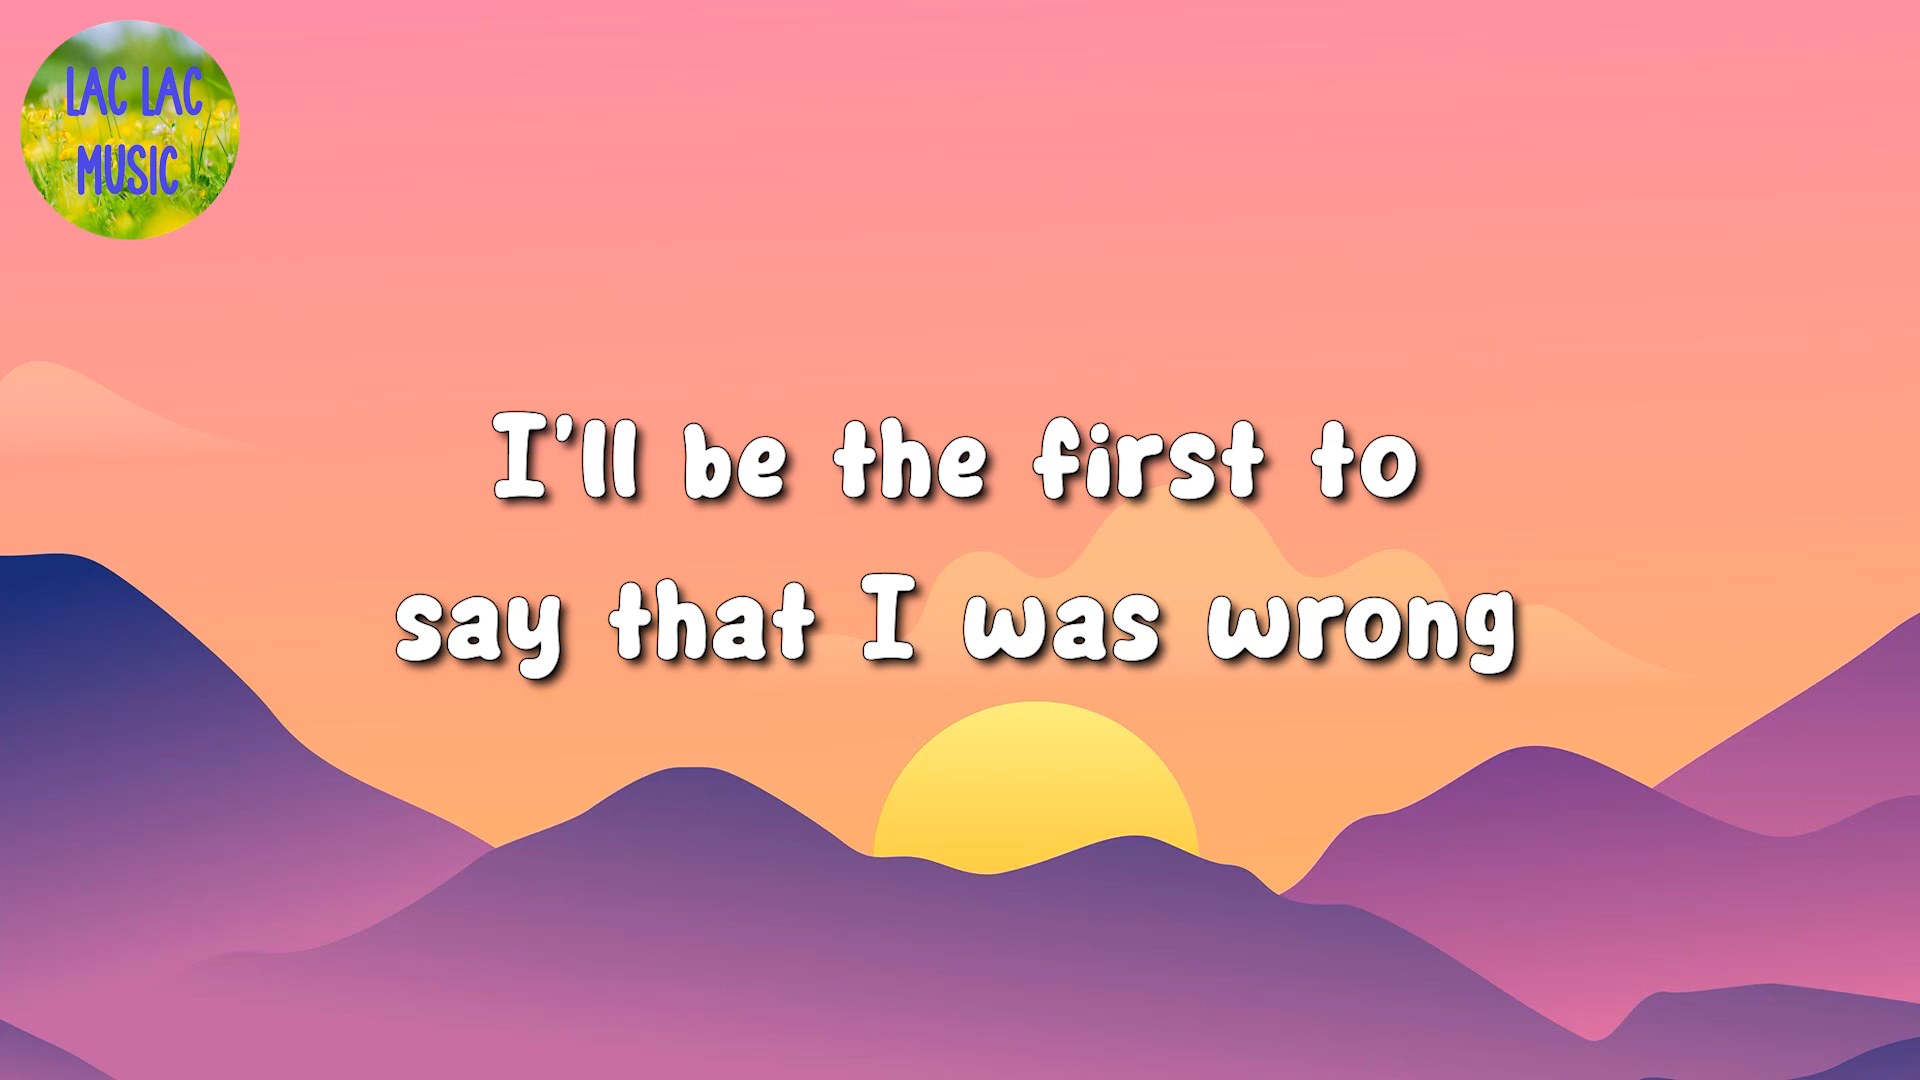 LAC LAC
MUSIC
I'll be the first to
say that I was wrong